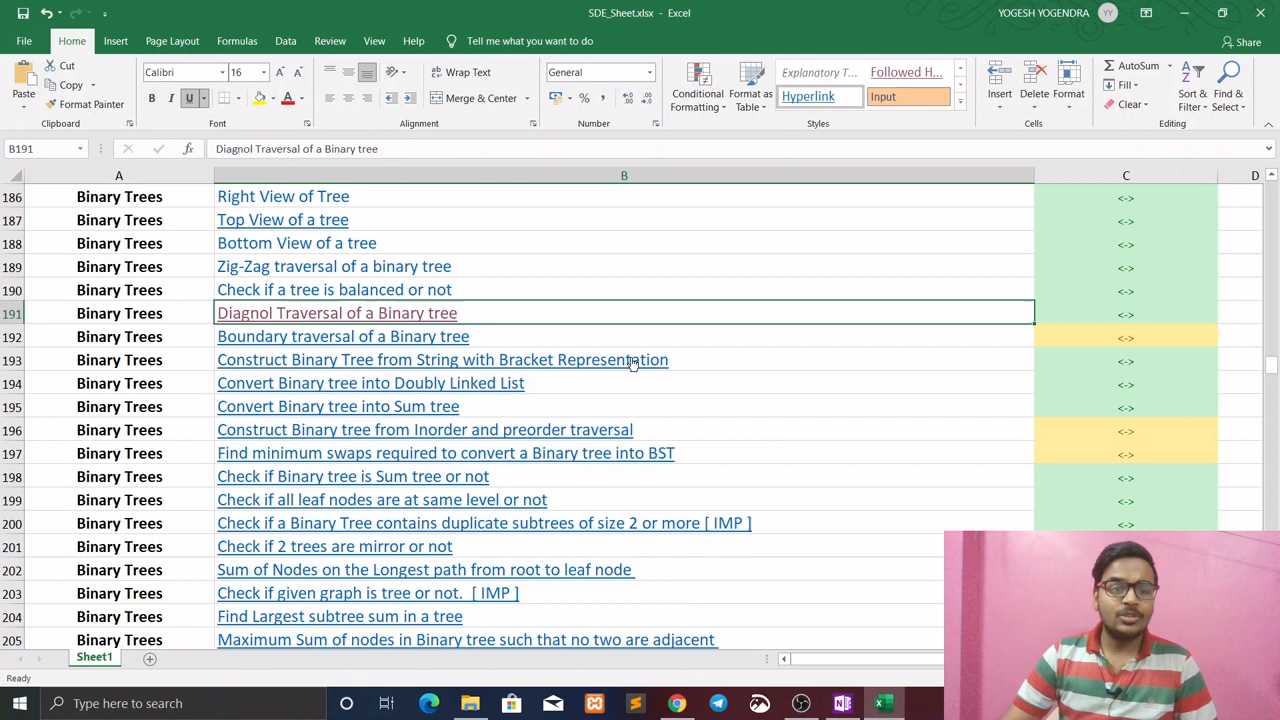 SDE_Sheet.xlsx - Excel
YOGESH YOGENDRA YY
File Home Insert Page Layout Formulas Data Review View Help Tell me what you want to do Share
Paste
Cut
Copy
Format Painter
Clipboard
Calibri 16 A A
B I U A
Font
ab Wrap Text
Merge & Center
Alignment
General
% ,
Number
Conditional Formatting
Format as Table
Explanatory T... Followed H...
Hyperlink Input
Styles
Insert Delete Format
Cells
AutoSum
Fill
Clear
Sort & Filter
Find & Select
Editing
B191 fx Diagnol Traversal of a Binary tree
A B C D
186 Binary Trees Right View of Tree <->
187 Binary Trees Top View of a tree <->
188 Binary Trees Bottom View of a tree <->
189 Binary Trees Zig-Zag traversal of a binary tree <->
190 Binary Trees Check if a tree is balanced or not <->
191 Binary Trees Diagnol Traversal of a Binary tree <->
192 Binary Trees Boundary traversal of a Binary tree <->
193 Binary Trees Construct Binary Tree from String with Bracket Representation <->
194 Binary Trees Convert Binary tree into Doubly Linked List <->
195 Binary Trees Convert Binary tree into Sum tree <->
196 Binary Trees Construct Binary tree from Inorder and preorder traversal <->
197 Binary Trees Find minimum swaps required to convert a Binary tree into BST <->
198 Binary Trees Check if Binary tree is Sum tree or not <->
199 Binary Trees Check if all leaf nodes are at same level or not <->
200 Binary Trees Check if a Binary Tree contains duplicate subtrees of size 2 or more [ IMP ] <->
201 Binary Trees Check if 2 trees are mirror or not
202 Binary Trees Sum of Nodes on the Longest path from root to leaf node
203 Binary Trees Check if given graph is tree or not. [ IMP ]
204 Binary Trees Find Largest subtree sum in a tree
205 Binary Trees Maximum Sum of nodes in Binary tree such that no two are adjacent
Sheet1
Ready
Type here to search